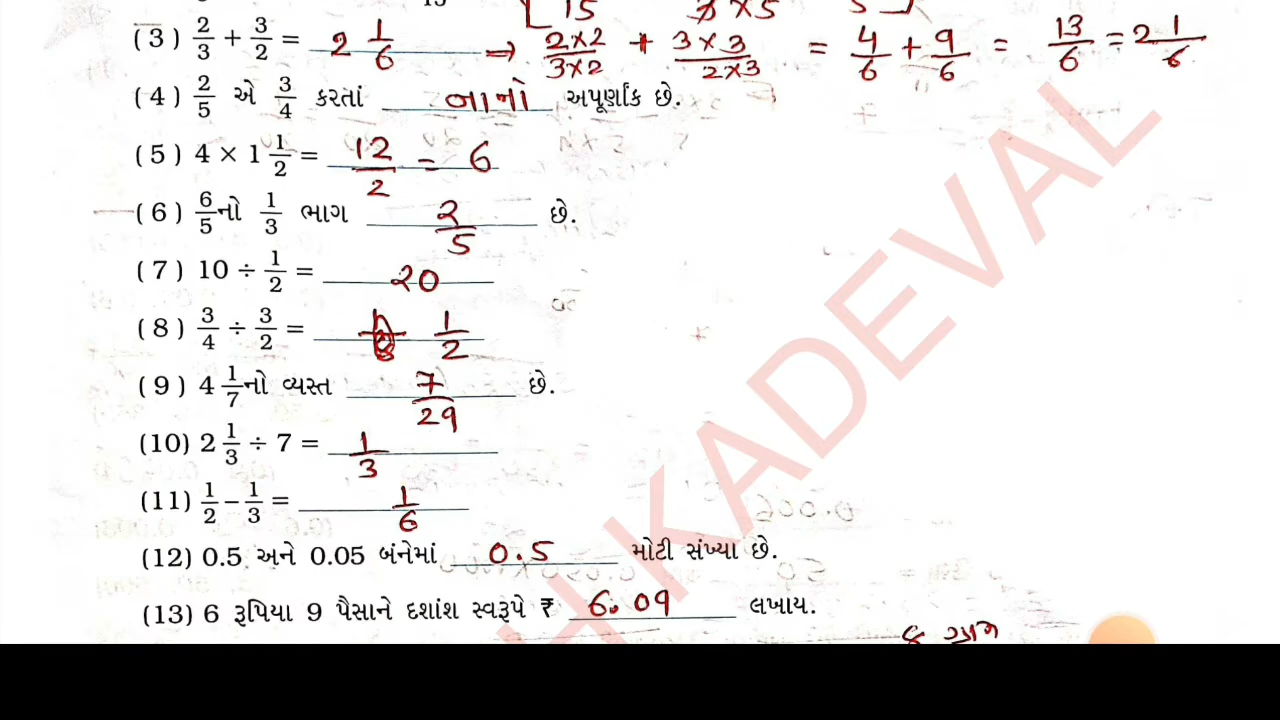 15 3 × 5 5
(3) 2/3 + 3/2 = 2 1/6 ⇒ 2×2/3×2 + 3×3/2×3 = 4/6 + 9/6 = 13/6 = 2 1/6
(4) 2/5 એ 3/4 કરતાં નાનો અપૂર્ણાંક છે.
(5) 4 × 1 1/2 = 12/2 = 6
(6) 6/5નો 1/3 ભાગ 2/5 છે.
(7) 10 ÷ 1/2 = 20
(8) 3/4 ÷ 3/2 = 1/2
(9) 4 1/7નો વ્યસ્ત 7/29 છે.
(10) 2 1/3 ÷ 7 = 1/3
(11) 1/2 – 1/3 = 1/6
(12) 0.5 અને 0.05 બંનેમાં 0.5 મોટી સંખ્યા છે.
(13) 6 રૂપિયા 9 પૈસાને દશાંશ સ્વરૂપે ₹ 6.09 લખાય.
H KADEVAL